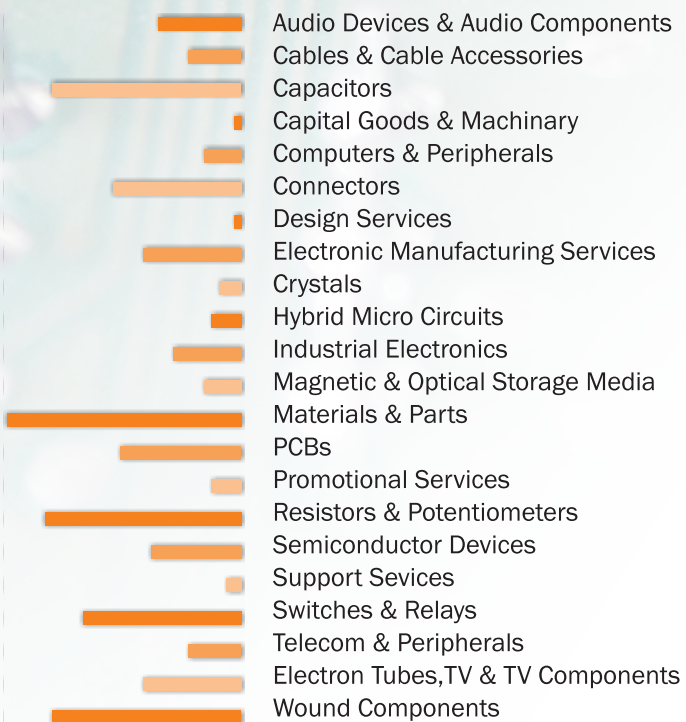 Audio Devices & Audio Components
Cables & Cable Accessories
Capacitors
Capital Goods & Machinary
Computers & Peripherals
Connectors
Design Services
Electronic Manufacturing Services
Crystals
Hybrid Micro Circuits
Industrial Electronics
Magnetic & Optical Storage Media
Materials & Parts
PCBs
Promotional Services
Resistors & Potentiometers
Semiconductor Devices
Support Sevices
Switches & Relays
Telecom & Peripherals
Electron Tubes,TV & TV Components
Wound Components